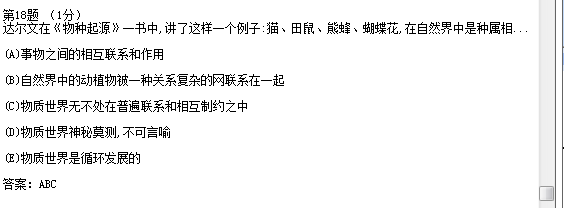 第18题 （1分）
达尔文在《物种起源》一书中,讲了这样一个例子:猫、田鼠、熊蜂、蝴蝶花,在自然界中是种属相...
(A)事物之间的相互联系和作用
(B)自然界中的动植物被一种关系复杂的网联系在一起
(C)物质世界无不处在普遍联系和相互制约之中
(D)物质世界神秘莫测,不可言喻
(E)物质世界是循环发展的
答案: ABC